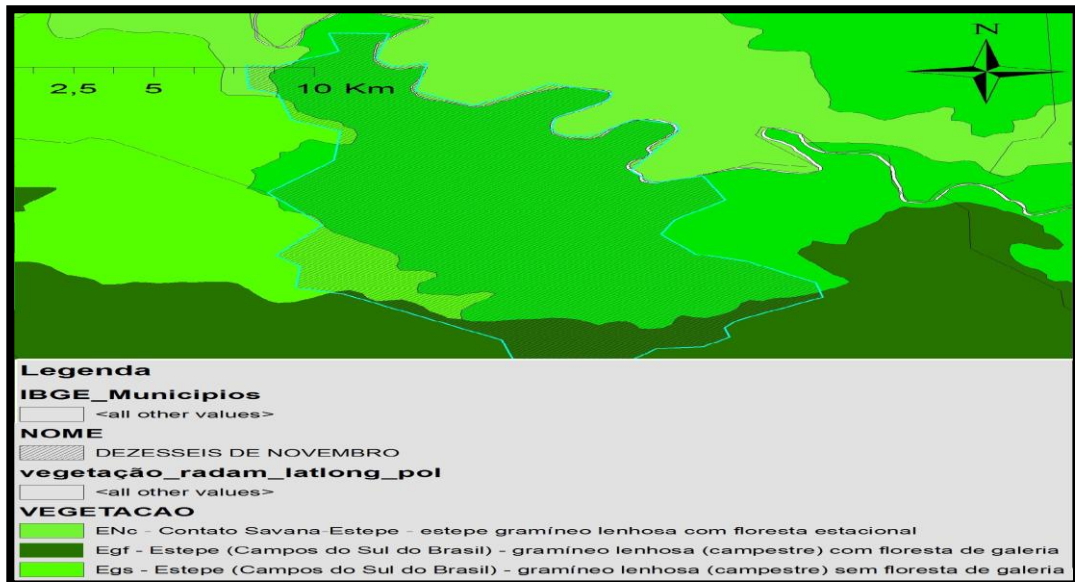 N
2,5 5 10 Km
Legenda
IBGE_Municipios
<all other values>
NOME
DEZESSEIS DE NOVEMBRO
vegetação_radam_latlong_pol
<all other values>
VEGETACAO
ENc - Contato Savana-Estepe - estepe gramíneo lenhosa com floresta estacional
Egf - Estepe (Campos do Sul do Brasil) - gramíneo lenhosa (campestre) com floresta de galeria
Egs - Estepe (Campos do Sul do Brasil) - gramíneo lenhosa (campestre) sem floresta de galeria